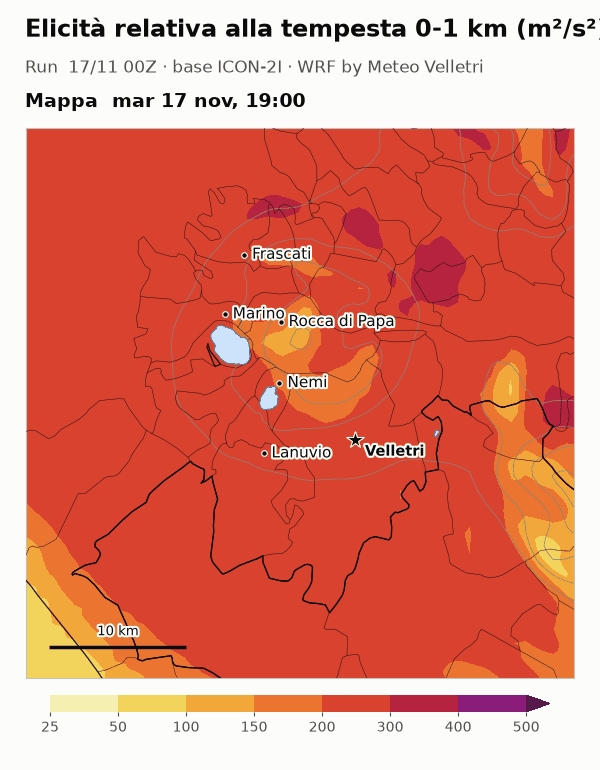 Elicità relativa alla tempesta 0-1 km (m²/s²)
Run 17/11 00Z · base ICON-2I · WRF by Meteo Velletri
Mappa mar 17 nov, 19:00
Frascati
Marino
Rocca di Papa
Nemi
Lanuvio
Velletri
10 km
25 50 100 150 200 300 400 500